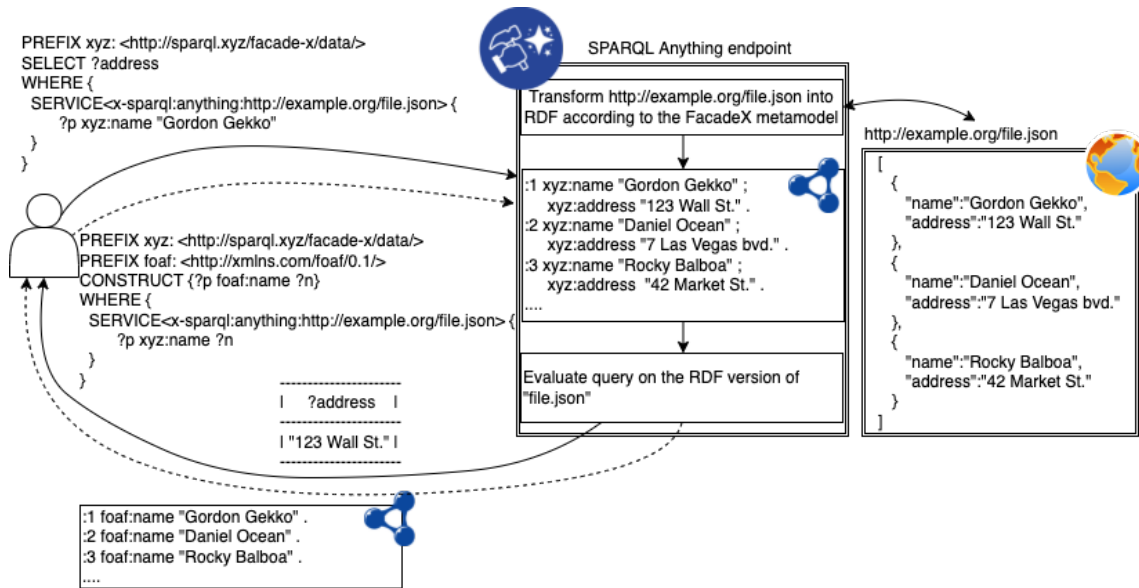 PREFIX xyz: <http://sparql.xyz/facade-x/data/>
SELECT ?address
WHERE {
SERVICE<x-sparql:anything:http://example.org/file.json> {
?p xyz:name "Gordon Gekko"
}
}
SPARQL Anything endpoint
Transform http://example.org/file.json into
RDF according to the FacadeX metamodel
:1 xyz:name "Gordon Gekko" ;
xyz:address "123 Wall St." .
:2 xyz:name "Daniel Ocean" ;
xyz:address "7 Las Vegas bvd." .
:3 xyz:name "Rocky Balboa" ;
xyz:address "42 Market St." .
....
Evaluate query on the RDF version of
"file.json"
http://example.org/file.json
[
{
"name":"Gordon Gekko",
"address":"123 Wall St."
},
{
"name":"Daniel Ocean",
"address":"7 Las Vegas bvd."
},
{
"name":"Rocky Balboa",
"address":"42 Market St."
}
]
PREFIX xyz: <http://sparql.xyz/facade-x/data/>
PREFIX foaf: <http://xmlns.com/foaf/0.1/>
CONSTRUCT {?p foaf:name ?n}
WHERE {
SERVICE<x-sparql:anything:http://example.org/file.json> {
?p xyz:name ?n
}
}
------------------------
| ?address |
------------------------
| "123 Wall St." |
------------------------
:1 foaf:name "Gordon Gekko" .
:2 foaf:name "Daniel Ocean" .
:3 foaf:name "Rocky Balboa" .
....